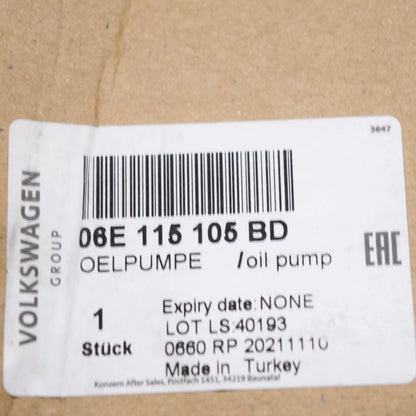 3647
VOLKSWAGEN
GROUP
06E 115 105 BD
OELPUMPE /oil pump
EAC
1
Stück
Expiry date:NONE
LOT LS:40193
0660 RP 20211110
Made in Turkey
Konzern After Sales, Postfach 1451, 34219 Baunatal